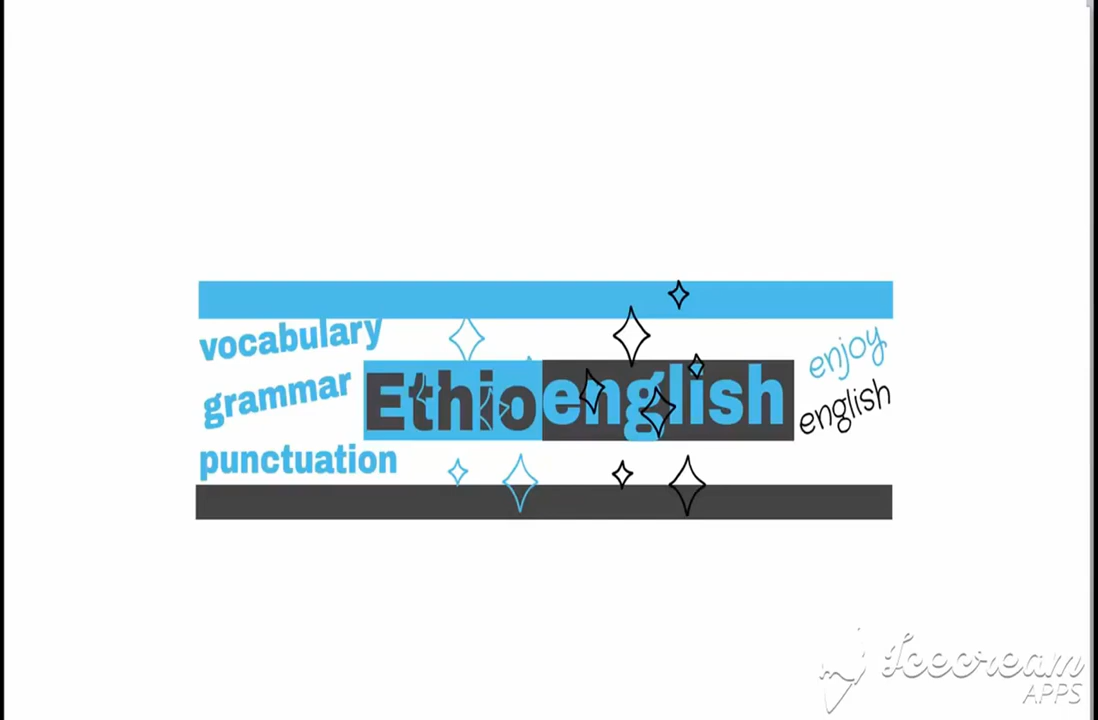 vocabulary
grammar
punctuation
Ethioenglish
enjoy
english
Icecream
APPS